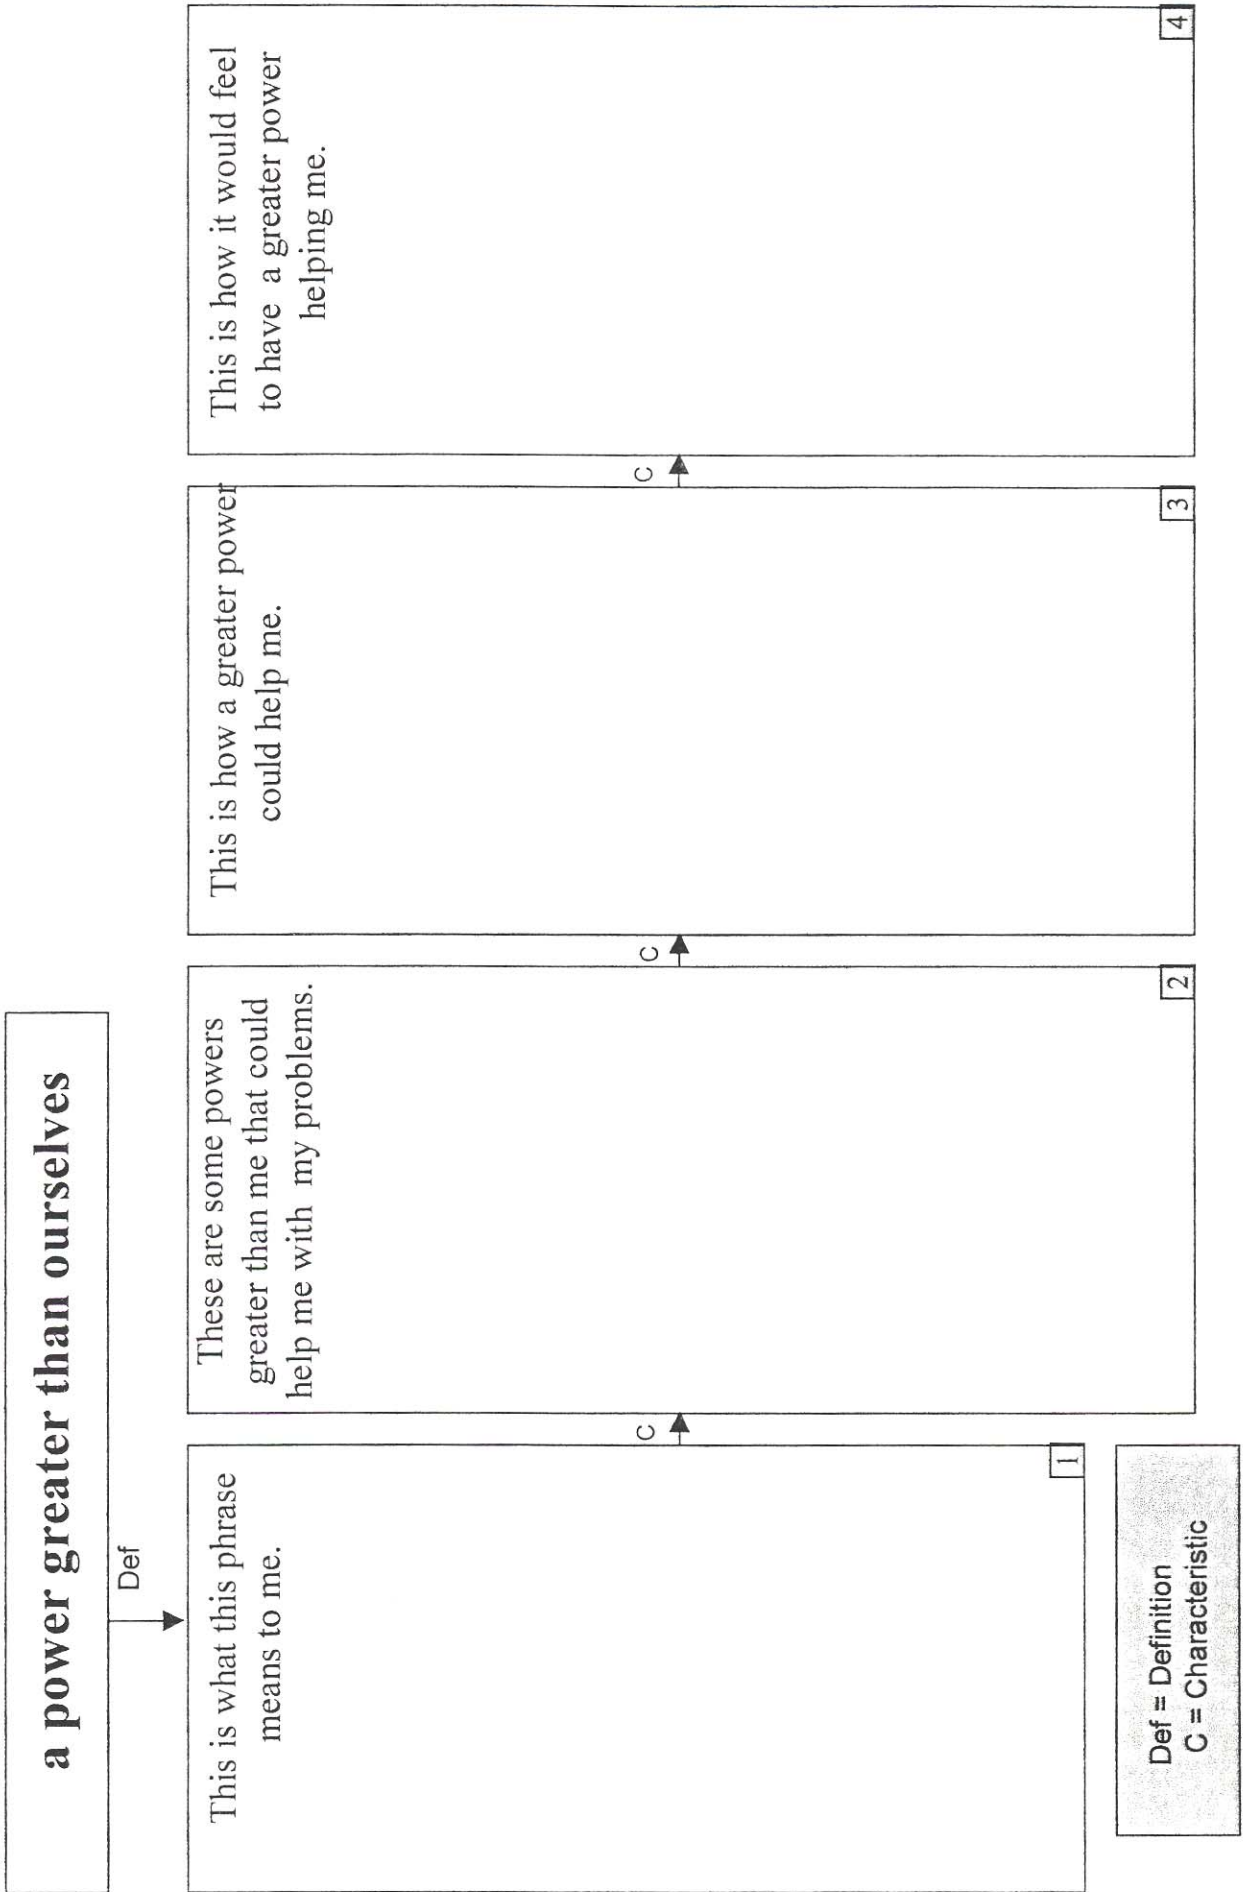 a power greater than ourselves
Def
This is what this phrase
means to me.
1
C
These are some powers
greater than me that could
help me with my problems.
2
C
This is how a greater power
could help me.
3
C
This is how it would feel
to have a greater power
helping me.
4
Def = Definition
C = Characteristic